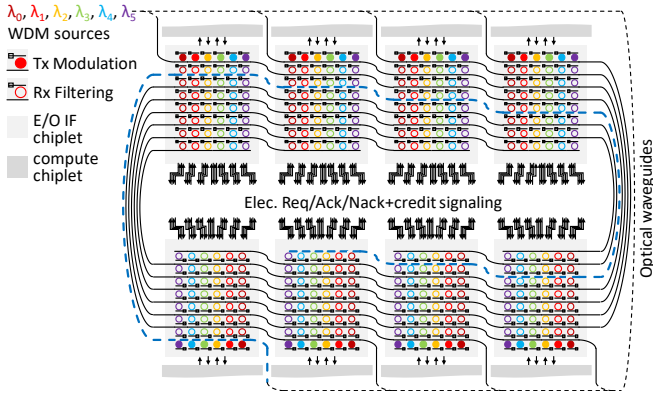 λ0, λ1, λ2, λ3, λ4, λ5
WDM sources
Tx Modulation
Rx Filtering
E/O IF
chiplet
compute
chiplet
Elec. Req/Ack/Nack+credit signaling
Optical waveguides